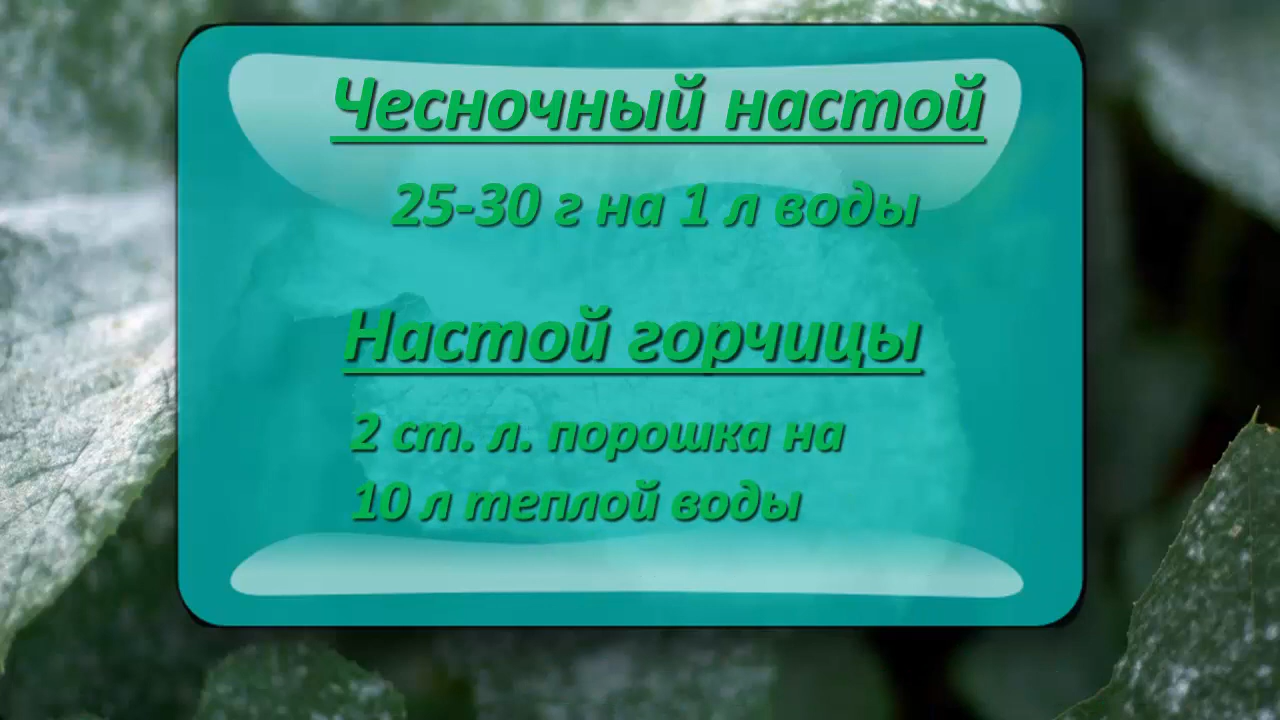 Чесночный настой
25-30 г на 1 л воды
Настой горчицы
2 ст. л. порошка на
10 л теплой воды